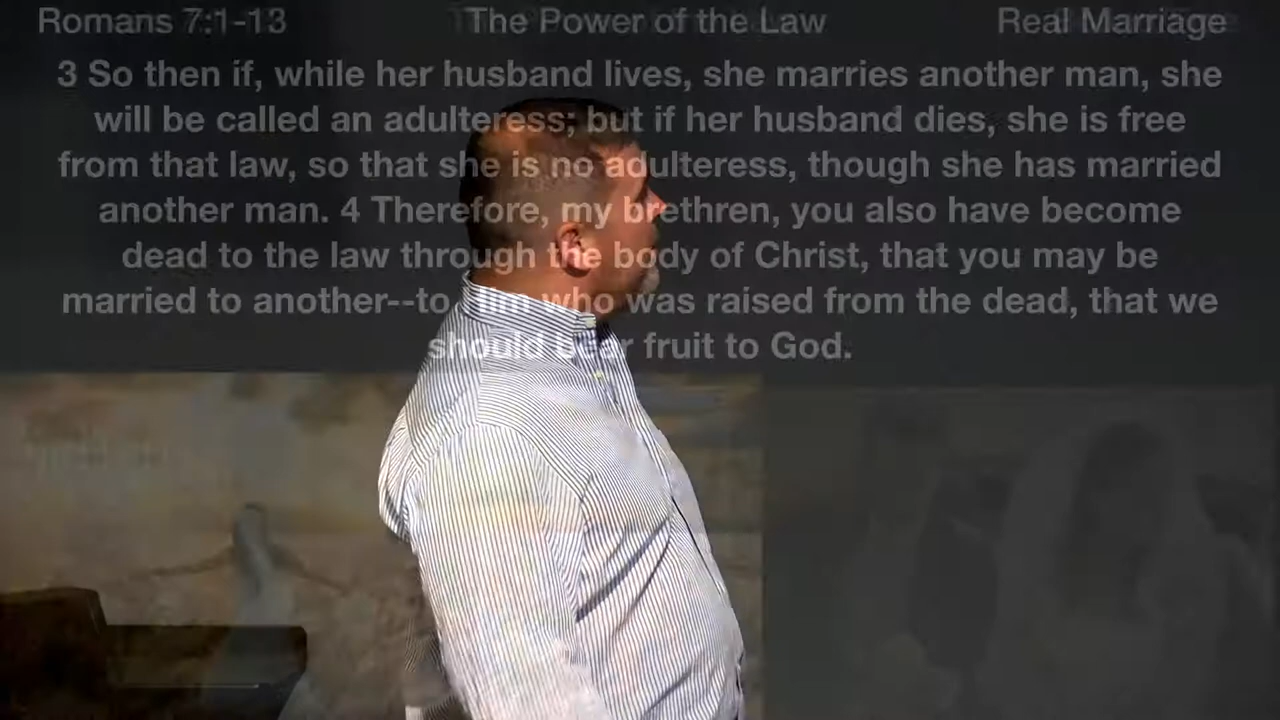 Romans 7:1-13 The Power of the Law Real Marriage
3 So then if, while her husband lives, she marries another man, she
will be called an adulteress; but if her husband dies, she is free
from that law, so that she is no adulteress, though she has married
another man. 4 Therefore, my brethren, you also have become
dead to the law through the body of Christ, that you may be
married to another--to Him who was raised from the dead, that we
should bear fruit to God.